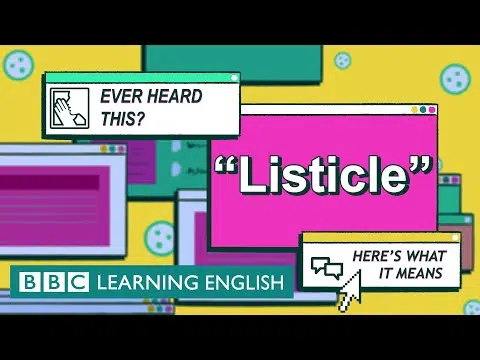 EVER HEARD
THIS?
“Listicle”
HERE'S WHAT
IT MEANS
BBC LEARNING ENGLISH